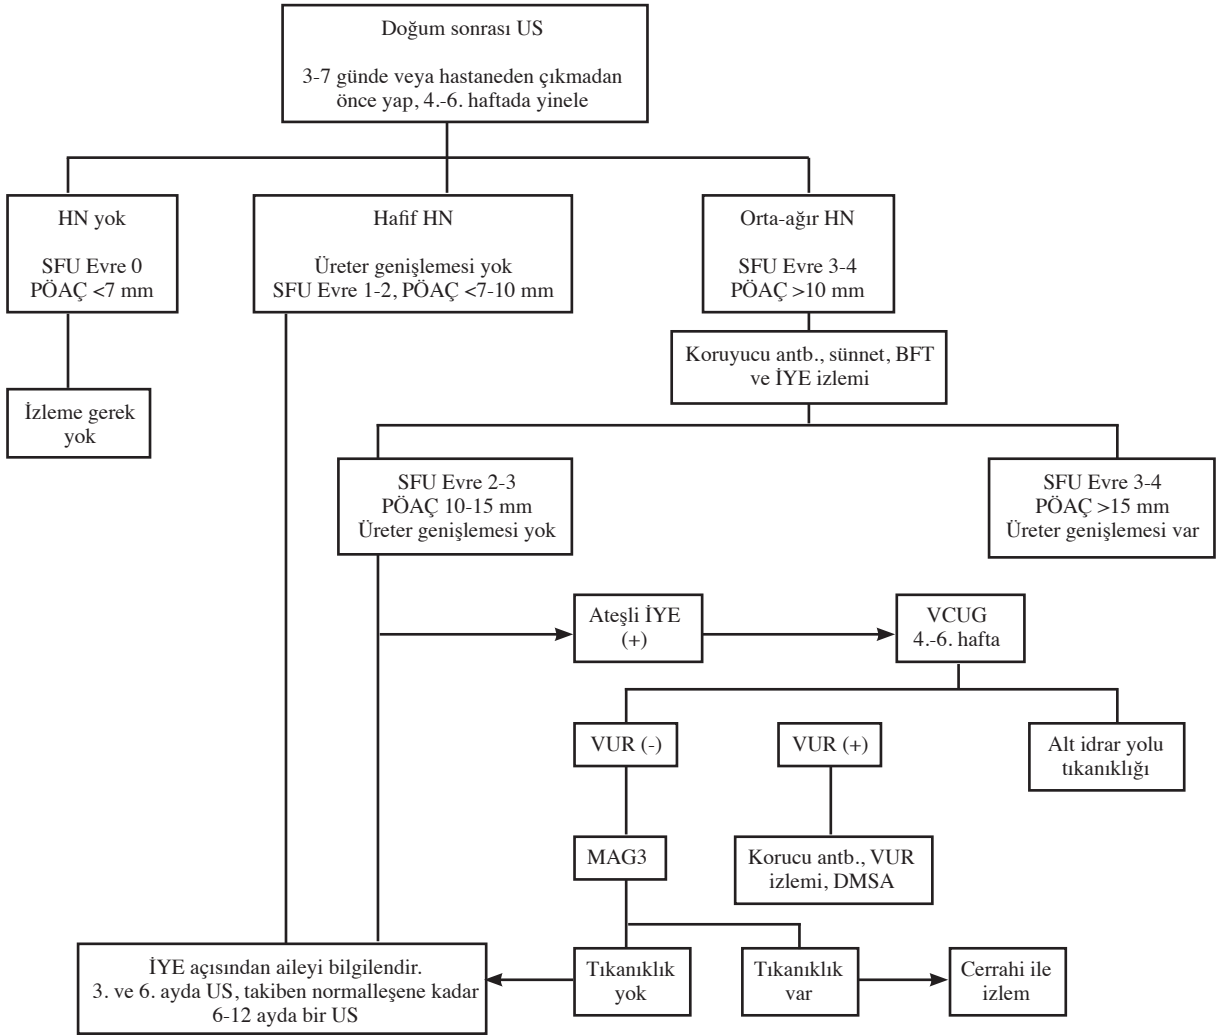 Doğum sonrası US
3-7 günde veya hastaneden çıkmadan
önce yap, 4.-6. haftada yinele
HN yok
SFU Evre 0
PÖAÇ <7 mm
Hafif HN
Üreter genişlemesi yok
SFU Evre 1-2, PÖAÇ <7-10 mm
Orta-ağır HN
SFU Evre 3-4
PÖAÇ >10 mm
Koruyucu antb., sünnet, BFT
ve İYE izlemi
İzleme gerek
yok
SFU Evre 2-3
PÖAÇ 10-15 mm
Üreter genişlemesi yok
SFU Evre 3-4
PÖAÇ >15 mm
Üreter genişlemesi var
Ateşli İYE
(+)
VCUG
4.-6. hafta
VUR (-)
VUR (+)
Alt idrar yolu
tıkanıklığı
MAG3
Korucu antb., VUR
izlemi, DMSA
İYE açısından aileyi bilgilendir.
3. ve 6. ayda US, takiben normalleşene kadar
6-12 ayda bir US
Tıkanıklık
yok
Tıkanıklık
var
Cerrahi ile
izlem